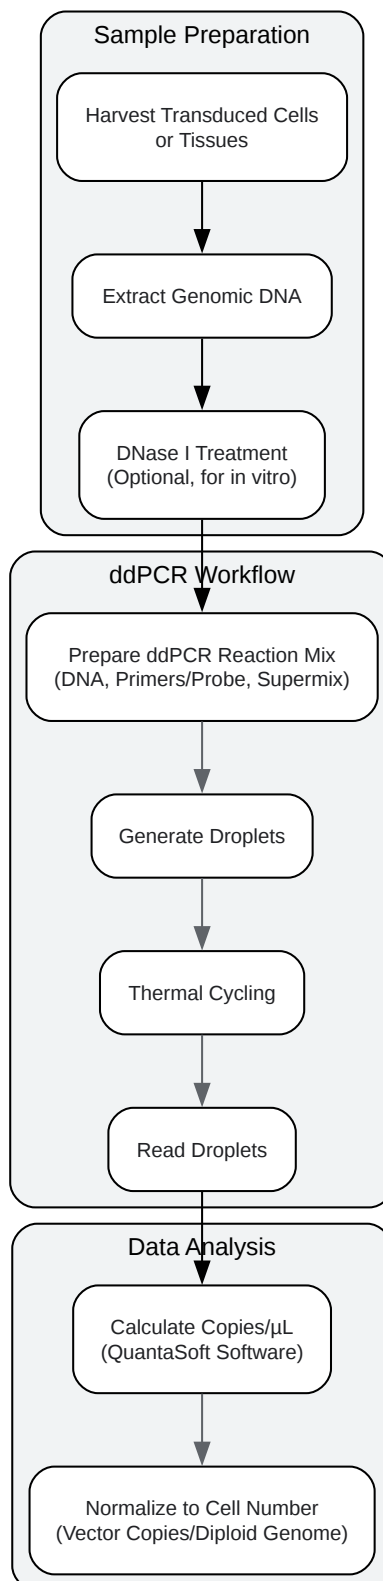 Sample Preparation
Harvest Transduced Cells
or Tissues
Extract Genomic DNA
DNase I Treatment
(Optional, for in vitro)
ddPCR Workflow
Prepare ddPCR Reaction Mix
(DNA, Primers/Probe, Supermix)
Generate Droplets
Thermal Cycling
Read Droplets
Data Analysis
Calculate Copies/µL
(QuantaSoft Software)
Normalize to Cell Number
(Vector Copies/Diploid Genome)